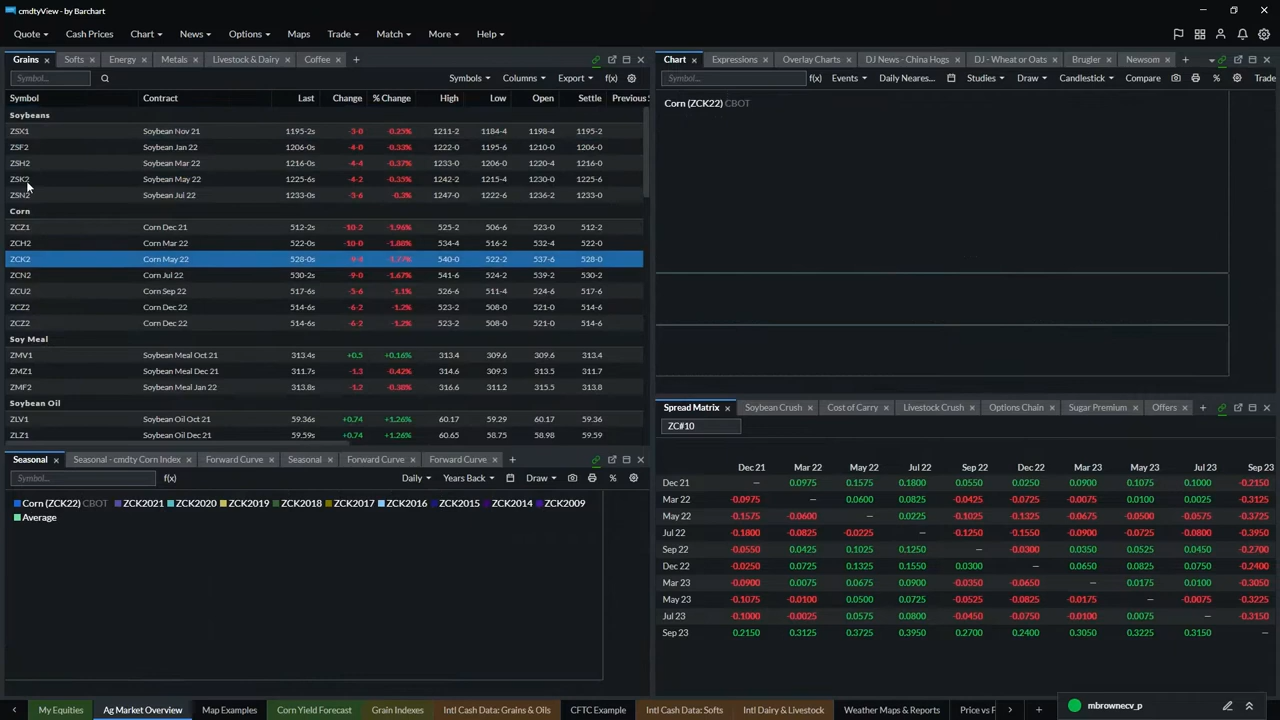 cmdtyView - by Barchart
Quote Cash Prices Chart News Options Maps Trade Match More Help
Grains Softs Energy Metals Livestock & Dairy Coffee
Symbol... Symbols Columns Export f(x)
Symbol Contract Last Change % Change High Low Open Settle Previous S
Soybeans
ZSX1 Soybean Nov 21 1195-2s -3-0 -0.25% 1211-2 1184-4 1198-4 1195-2
ZSF2 Soybean Jan 22 1206-0s -4-0 -0.33% 1222-0 1195-6 1210-0 1206-0
ZSH2 Soybean Mar 22 1216-0s -4-4 -0.37% 1233-0 1206-0 1220-4 1216-0
ZSK2 Soybean May 22 1225-6s -4-2 -0.35% 1242-2 1215-4 1230-0 1225-6
ZSN2 Soybean Jul 22 1233-0s -3-6 -0.3% 1247-0 1222-6 1236-2 1233-0
Corn
ZCZ1 Corn Dec 21 512-2s -10-2 -1.96% 525-2 506-6 523-0 512-2
ZCH2 Corn Mar 22 522-0s -10-0 -1.88% 534-4 516-2 532-4 522-0
ZCK2 Corn May 22 528-0s -9-4 -1.77% 540-0 522-2 537-6 528-0
ZCN2 Corn Jul 22 530-2s -9-0 -1.67% 541-6 524-2 539-2 530-2
ZCU2 Corn Sep 22 517-6s -5-6 -1.1% 526-6 511-4 524-6 517-6
ZCZ2 Corn Dec 22 514-6s -6-2 -1.2% 523-2 508-0 521-0 514-6
ZCZ2 Corn Dec 22 514-6s -6-2 -1.2% 523-2 508-0 521-0 514-6
Soy Meal
ZMV1 Soybean Meal Oct 21 313.4s +0.5 +0.16% 313.4 309.6 309.6 313.4
ZMZ1 Soybean Meal Dec 21 311.7s -1.3 -0.42% 314.6 309.3 313.5 311.7
ZMF2 Soybean Meal Jan 22 313.8s -1.2 -0.38% 316.6 311.2 315.5 313.8
Soybean Oil
ZLV1 Soybean Oil Oct 21 59.36s +0.74 +1.26% 60.17 59.29 60.17 59.36
ZLZ1 Soybean Oil Dec 21 59.59s +0.74 +1.26% 60.65 58.75 58.98 59.59
Chart Expressions Overlay Charts DJ News - China Hogs DJ - Wheat or Oats Brugler Newsom
Symbol... f(x) Events Daily Neares... Studies Draw Candlestick Compare % Trade
Corn (ZCK22) CBOT
Seasonal Seasonal - cmdty Corn Index Forward Curve Seasonal Forward Curve Forward Curve
Symbol... f(x) Daily Years Back Draw %
Corn (ZCK22) CBOT ZCK2021 ZCK2020 ZCK2019 ZCK2018 ZCK2017 ZCK2016 ZCK2015 ZCK2014 ZCK2009
Average
Spread Matrix Soybean Crush Cost of Carry Livestock Crush Options Chain Sugar Premium Offers
ZC#10
Dec 21 Mar 22 May 22 Jul 22 Sep 22 Dec 22 Mar 23 May 23 Jul 23 Sep 23
Dec 21 — 0.0975 0.1575 0.1800 0.0550 0.0250 0.0900 0.1075 0.1000 -0.2150
Mar 22 -0.0975 — 0.0600 0.0825 -0.0425 -0.0725 -0.0075 0.0100 0.0025 -0.3125
May 22 -0.1575 -0.0600 — 0.0225 -0.1025 -0.1325 -0.0675 -0.0500 -0.0575 -0.3725
Jul 22 -0.1800 -0.0825 -0.0225 — -0.1250 -0.1550 -0.0900 -0.0725 -0.0800 -0.3950
Sep 22 -0.0550 0.0425 0.1025 0.1250 — -0.0300 0.0350 0.0525 0.0450 -0.2700
Dec 22 -0.0250 0.0725 0.1325 0.1550 0.0300 — 0.0650 0.0825 0.0750 -0.2400
Mar 23 -0.0900 0.0075 0.0675 0.0900 -0.0350 -0.0650 — 0.0175 0.0100 -0.3050
May 23 -0.1075 -0.0100 0.0500 0.0725 -0.0525 -0.0825 -0.0175 — -0.0075 -0.3225
Jul 23 -0.1000 -0.0025 0.0575 0.0800 -0.0450 -0.0750 -0.0100 0.0075 — -0.3150
Sep 23 0.2150 0.3125 0.3725 0.3950 0.2700 0.2400 0.3050 0.3225 0.3150 —
My Equities Ag Market Overview Map Examples Corn Yield Forecast Grain Indexes Intl Cash Data: Grains & Oils CFTC Example Intl Cash Data: Softs Intl Dairy & Livestock Weather Maps & Reports Price vs F
mbrownecv_p